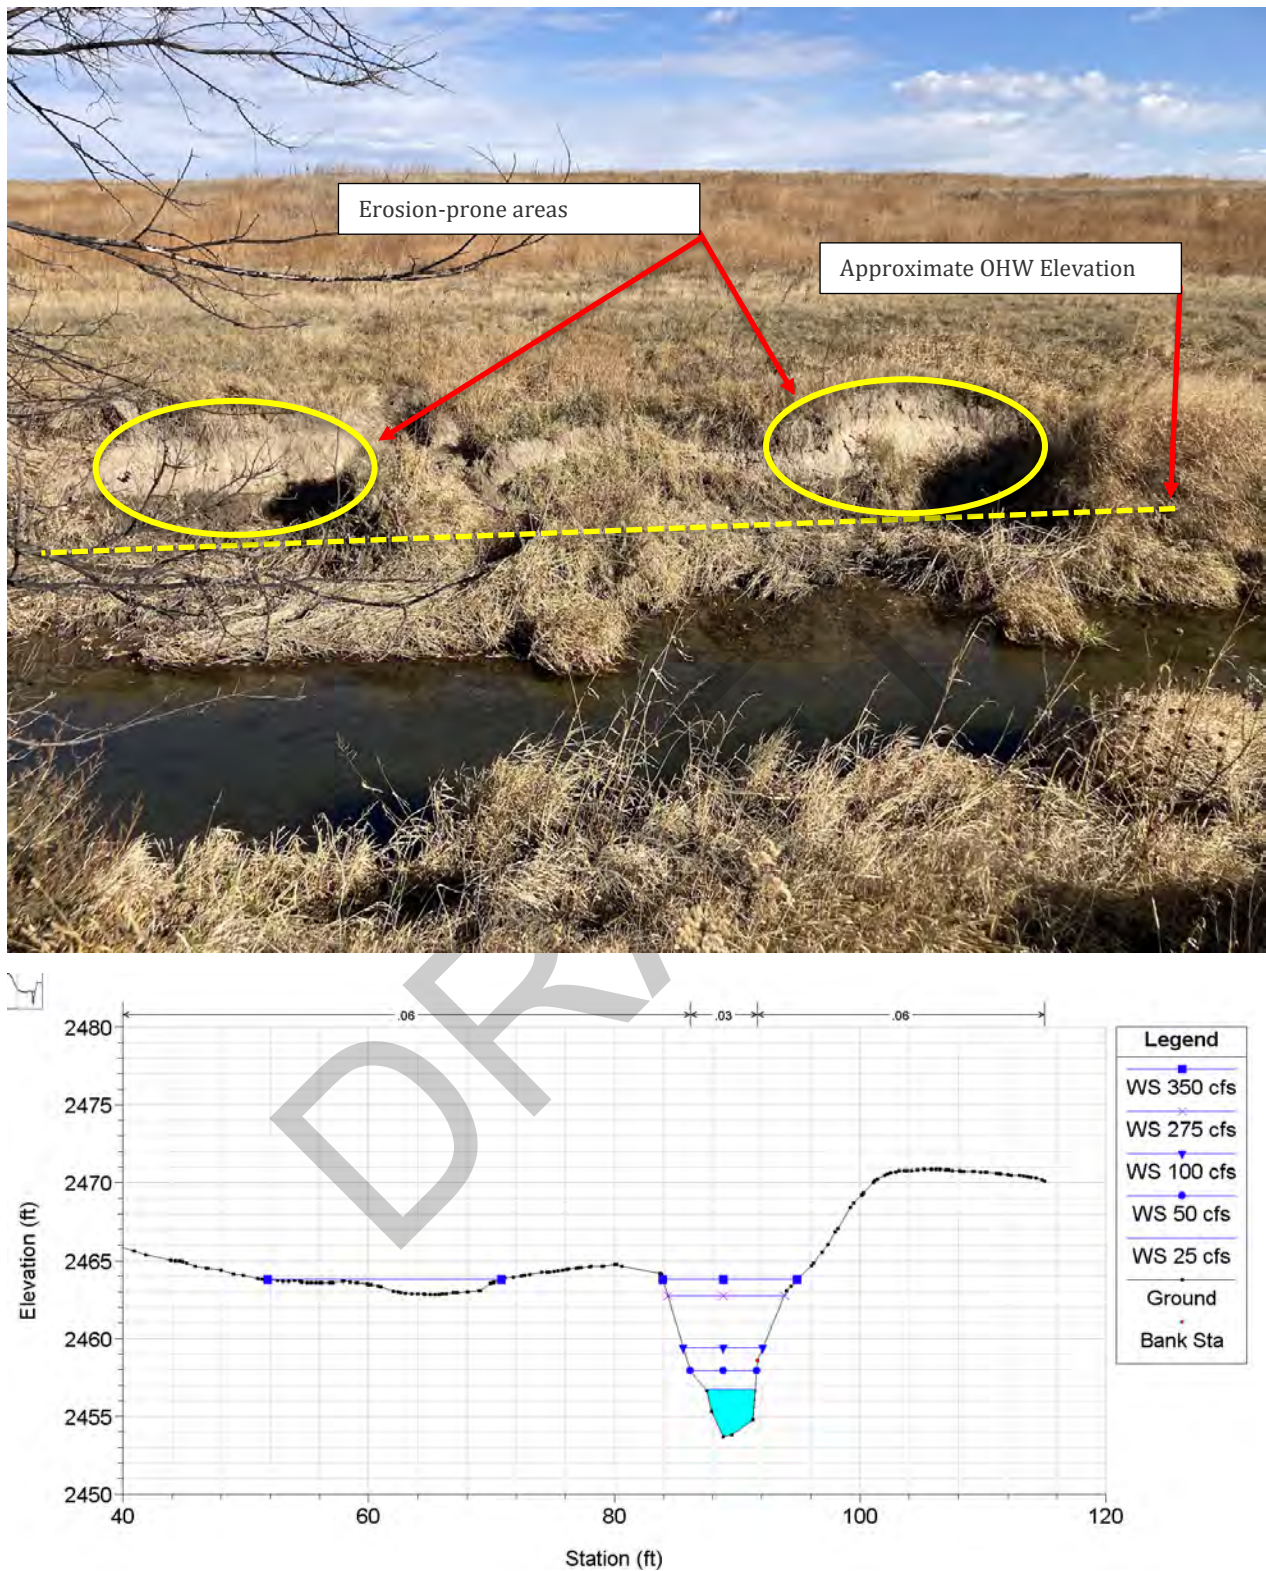 Erosion-prone areas
Approximate OHW Elevation
DRAFT
.06
.03
.06
2480
2475
2470
2465
2460
2455
2450
Elevation (ft)
40
60
80
100
120
Station (ft)
Legend
WS 350 cfs
WS 275 cfs
WS 100 cfs
WS 50 cfs
WS 25 cfs
Ground
Bank Sta